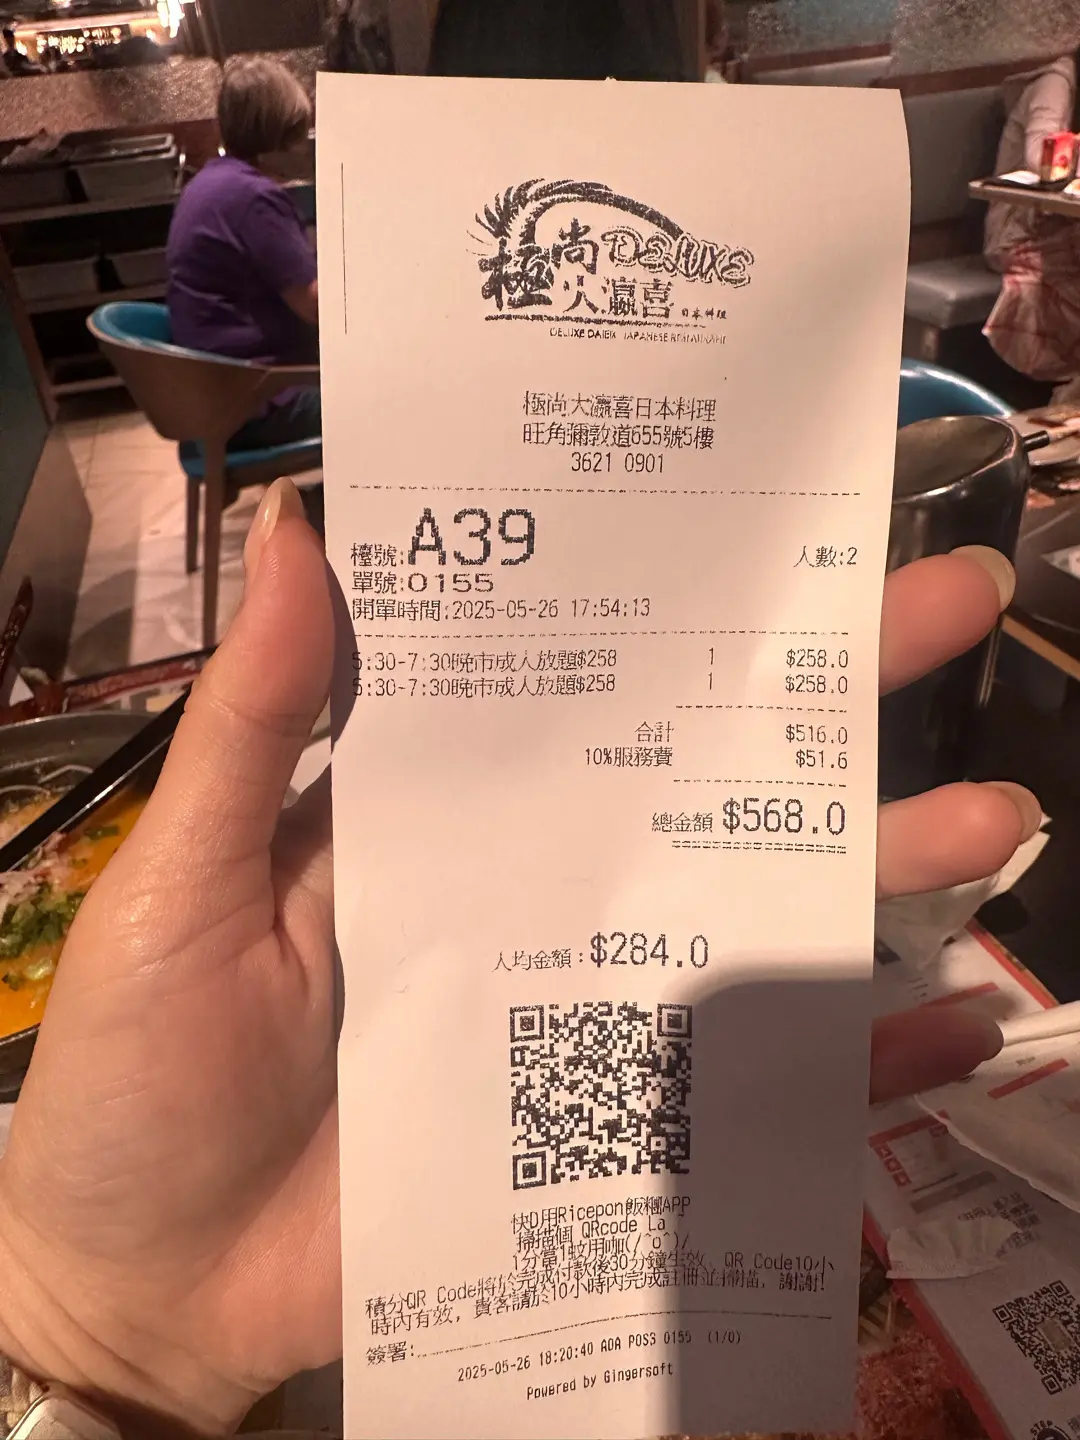 極尚 DELUXE
大瀛喜 日本料理
DELUXE DAIEKI JAPANESE RESTAURANT
極尚大瀛喜日本料理
旺角彌敦道655號5樓
3621 0901
檯號:A39 人數:2
單號:0155
開單時間:2025-05-26 17:54:13
5:30-7:30晚市成人放題$258 1 $258.0
5:30-7:30晚市成人放題$258 1 $258.0
合計 $516.0
10%服務費 $51.6
總金額 $568.0
人均金額:$284.0
快D用Ricepon飯糰APP
掃描個 QRcode La ~
1分當1蚊用咖(/^o^)/
積分QR Code將於完成付款後30分鐘生效, QR Code10小
時內有效, 貴客請於10小時內完成註冊並掃描, 謝謝!
簽署:
2025-05-26 18:20:40 ADA POS3 0155 (1/0)
Powered by Gingersoft